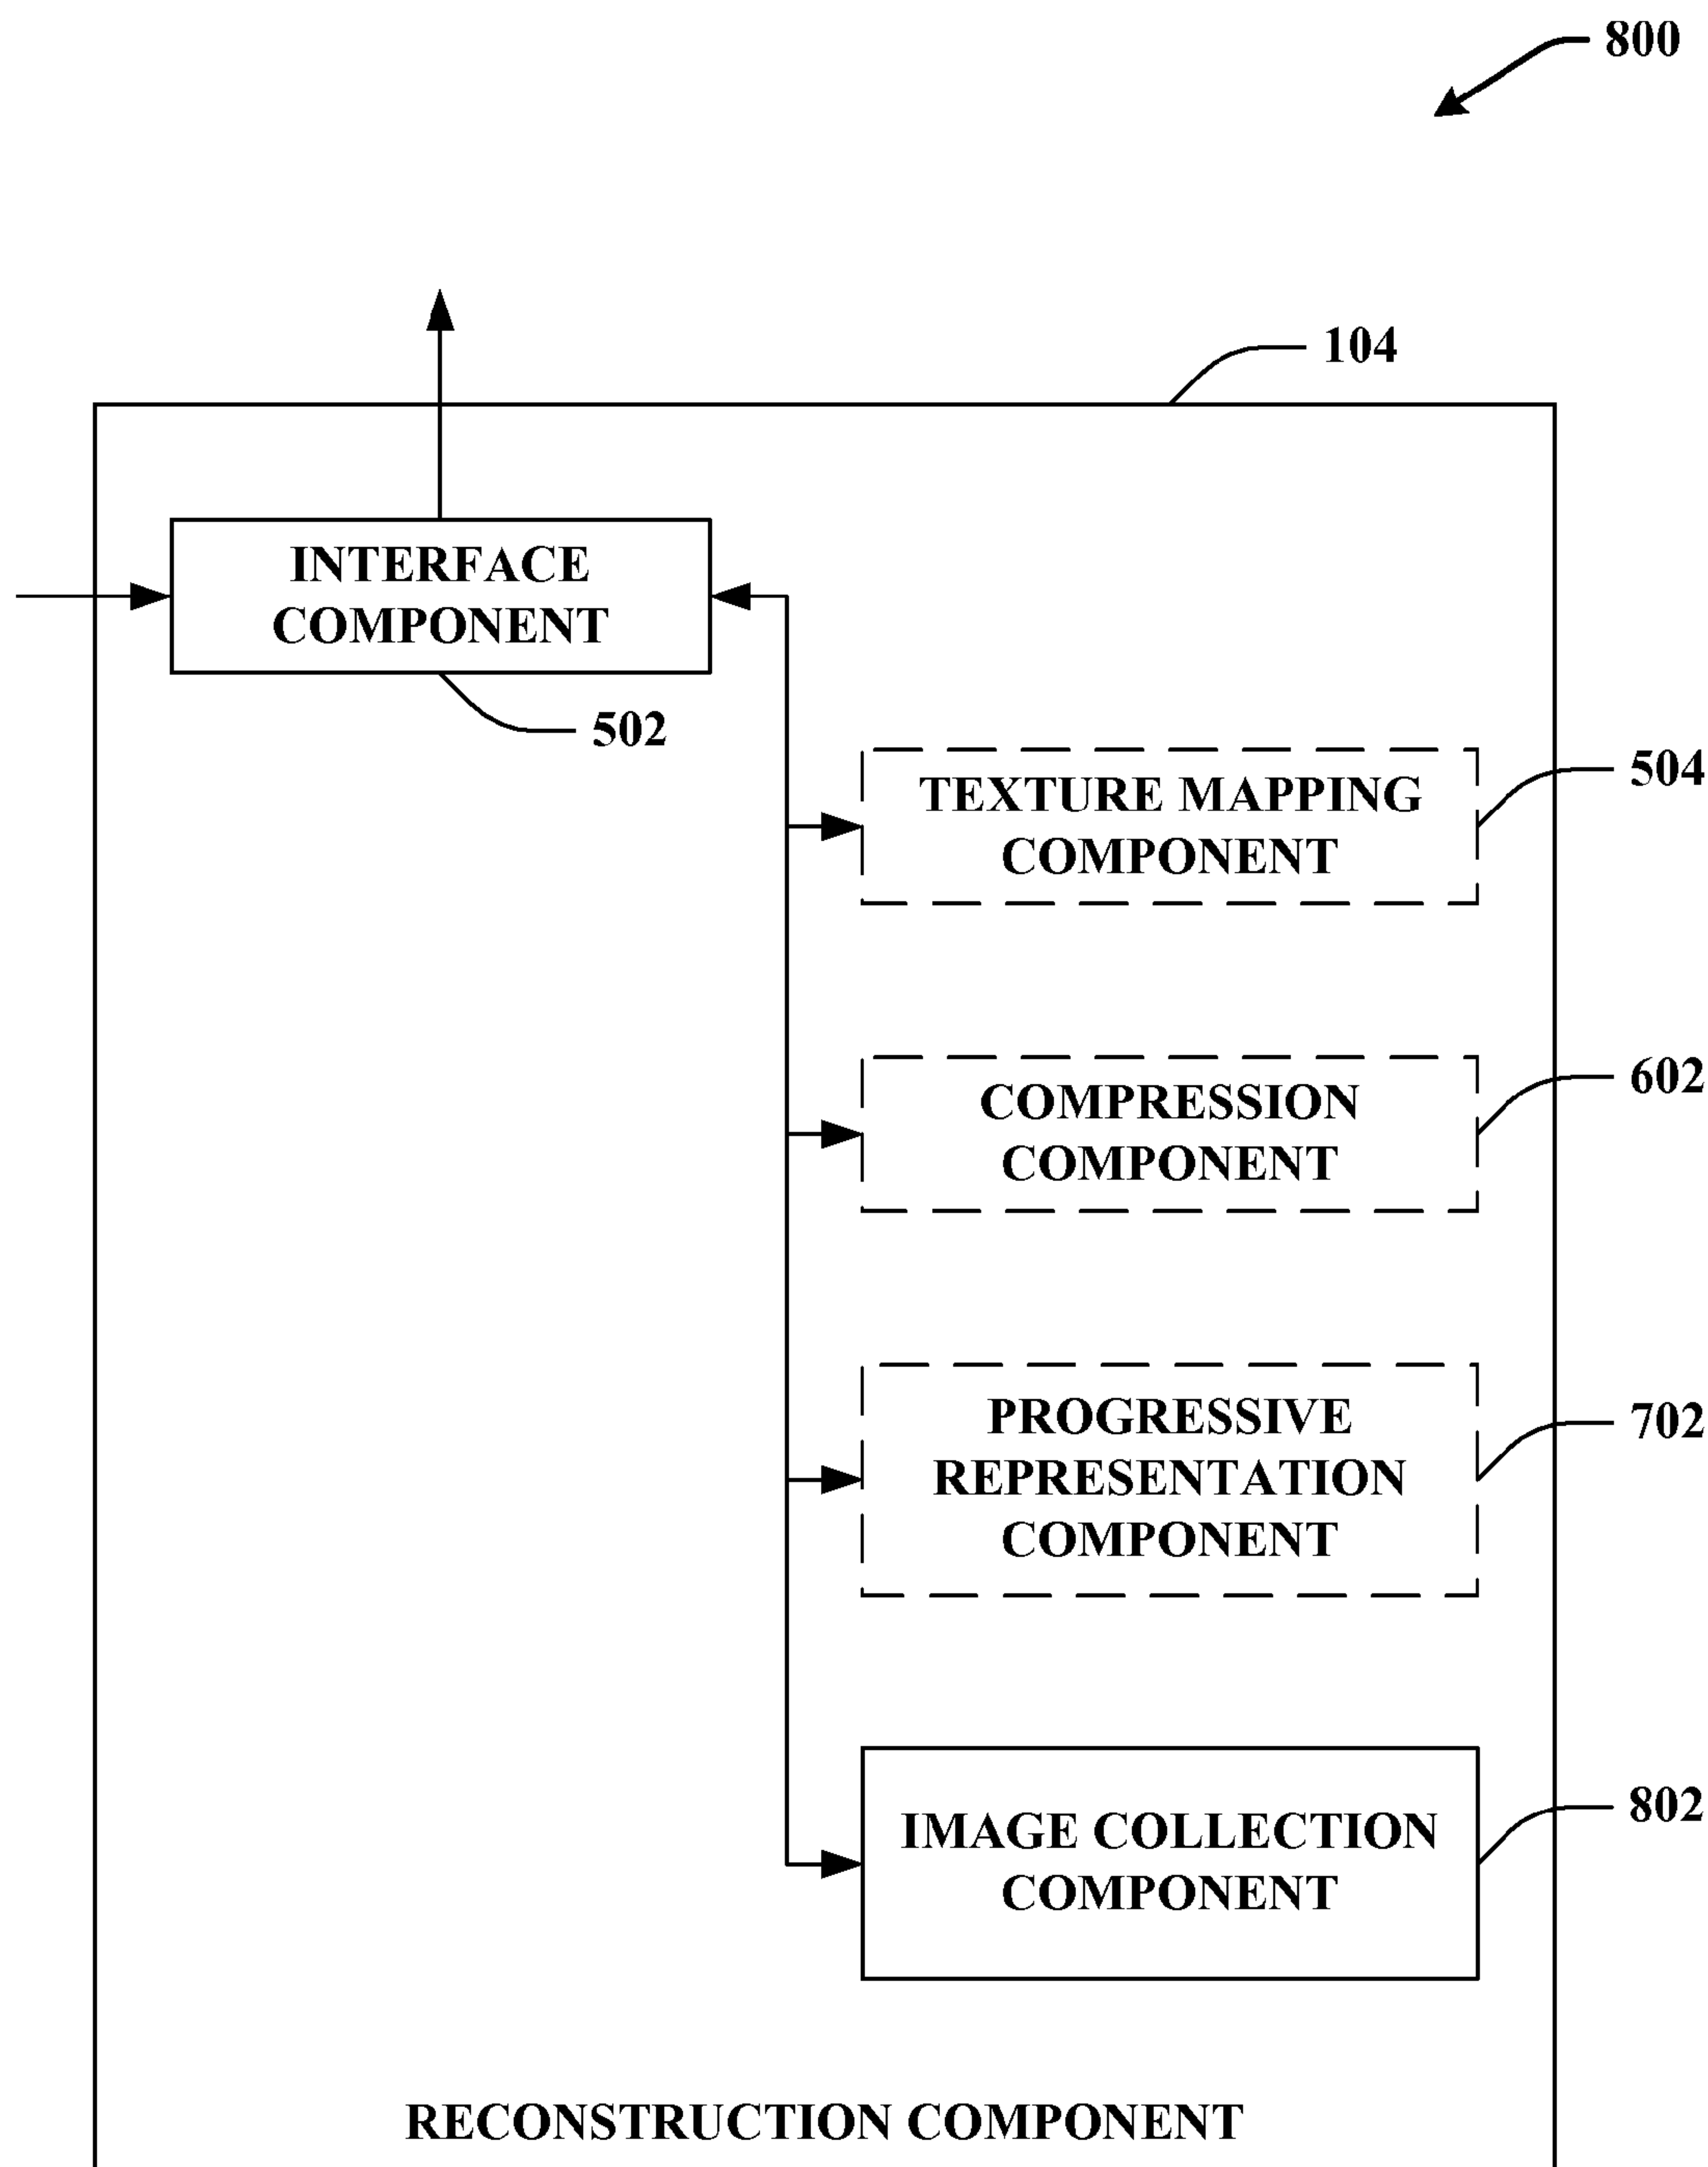 800
104
INTERFACE
COMPONENT
502
TEXTURE MAPPING
COMPONENT
504
COMPRESSION
COMPONENT
602
PROGRESSIVE
REPRESENTATION
COMPONENT
702
IMAGE COLLECTION
COMPONENT
802
RECONSTRUCTION COMPONENT